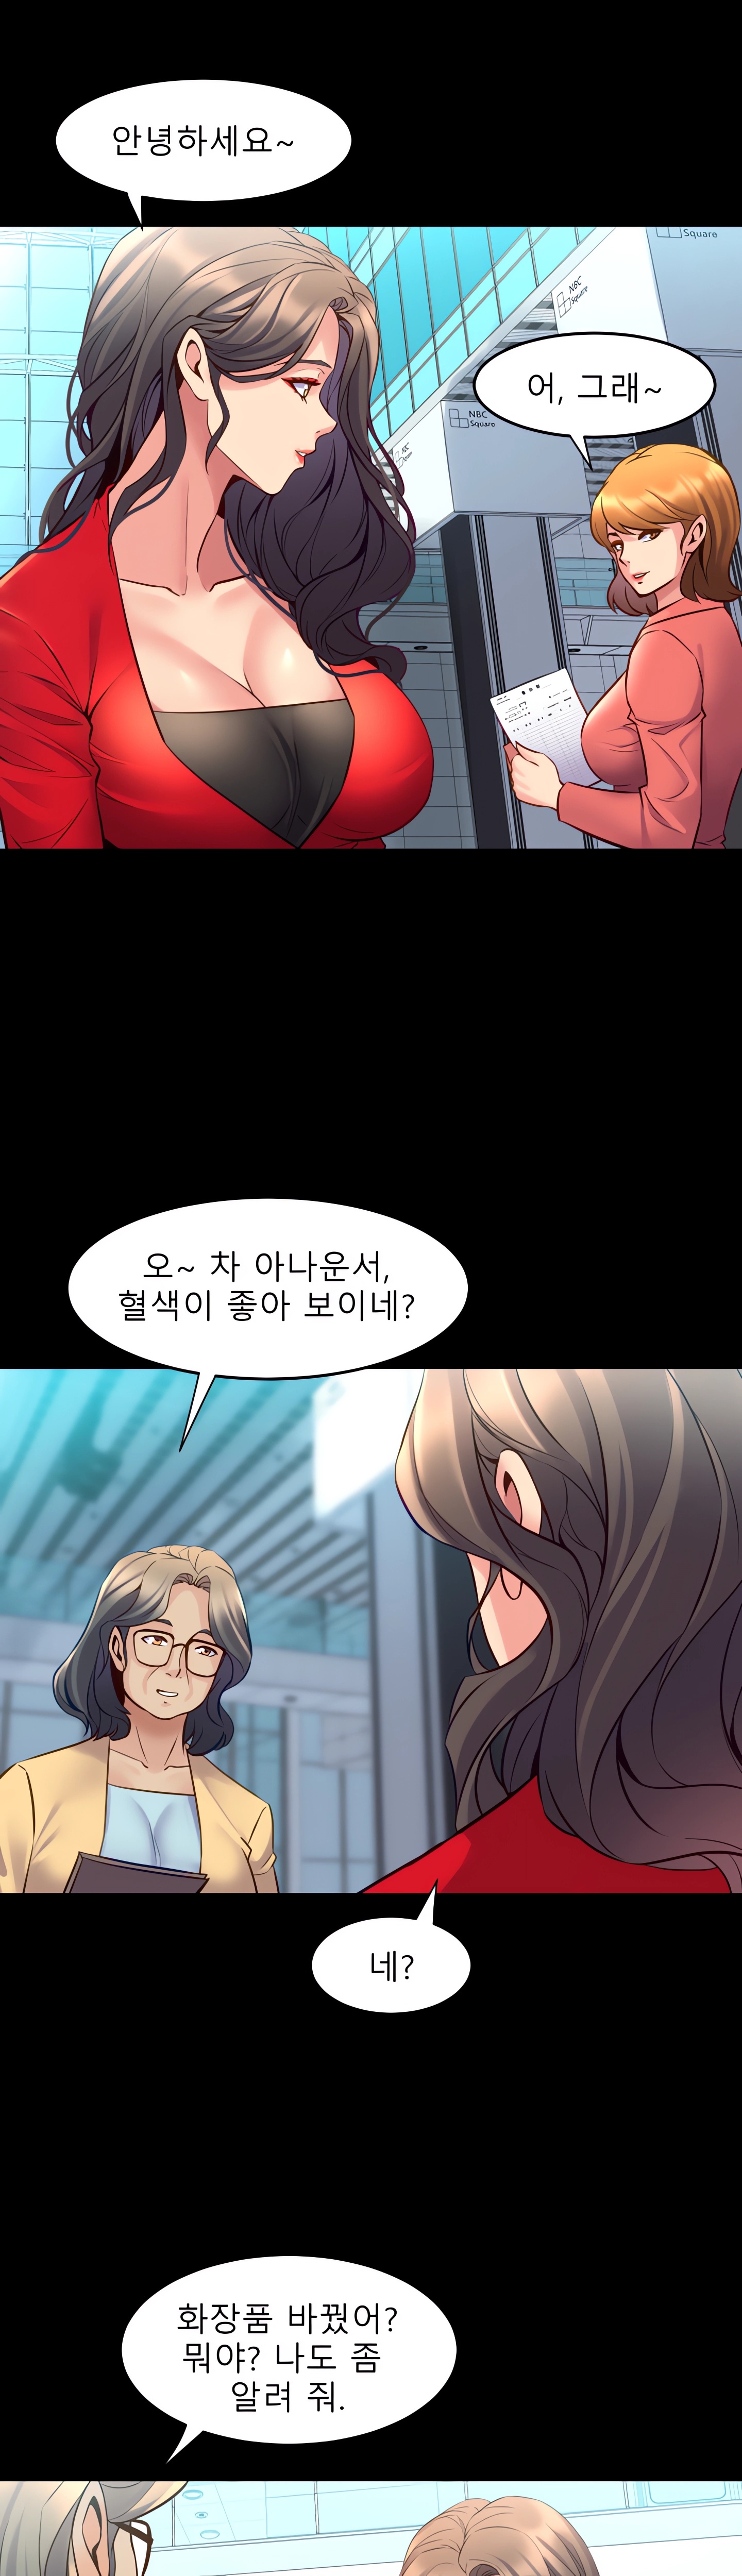 안녕하세요~
Square
NBC
Square
어, 그래~
NBC
Square
오~ 차 아나운서,
혈색이 좋아 보이네?
네?
화장품 바꿨어?
뭐야? 나도 좀
알려 줘.